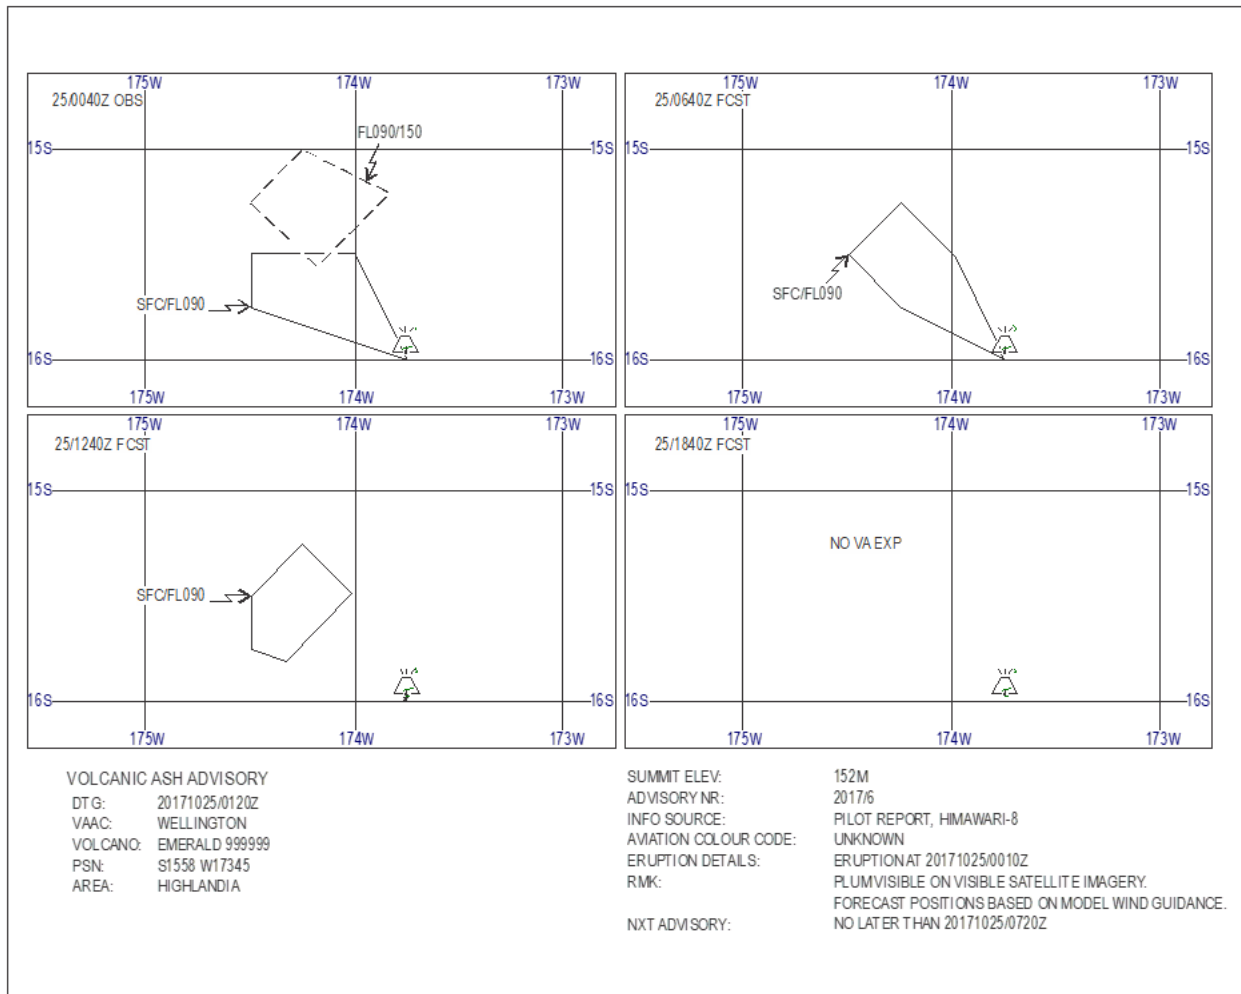 175W 174W 173W
25/0040Z OBS
FL090/150
15S
SFC/FL090
16S 16S
175W 174W 173W
175W 174W 173W
25/0640Z FCST
15S 15S
SFC/FL090
16S 16S
175W 174W 173W
175W 174W 173W
25/1240Z FCST
15S 15S
SFC/FL090
16S 16S
175W 174W 173W
175W 174W 173W
25/1840Z FCST
15S 15S
NO VA EXP
16S 16S
175W 174W 173W
VOLCANIC ASH ADVISORY
DTG: 20171025/0120Z
VAAC: WELLINGTON
VOLCANO: EMERALD 999999
PSN: S1558 W17345
AREA: HIGHLANDIA
SUMMIT ELEV: 152M
ADVISORY NR: 2017/6
INFO SOURCE: PILOT REPORT, HIMAWARI-8
AVIATION COLOUR CODE: UNKNOWN
ERUPTION DETAILS: ERUPTION AT 20171025/0010Z
RMK: PLUM VISIBLE ON VISIBLE SATELLITE IMAGERY.
FORECAST POSITIONS BASED ON MODEL WIND GUIDANCE.
NXT ADVISORY: NO LATER THAN 20171025/0720Z